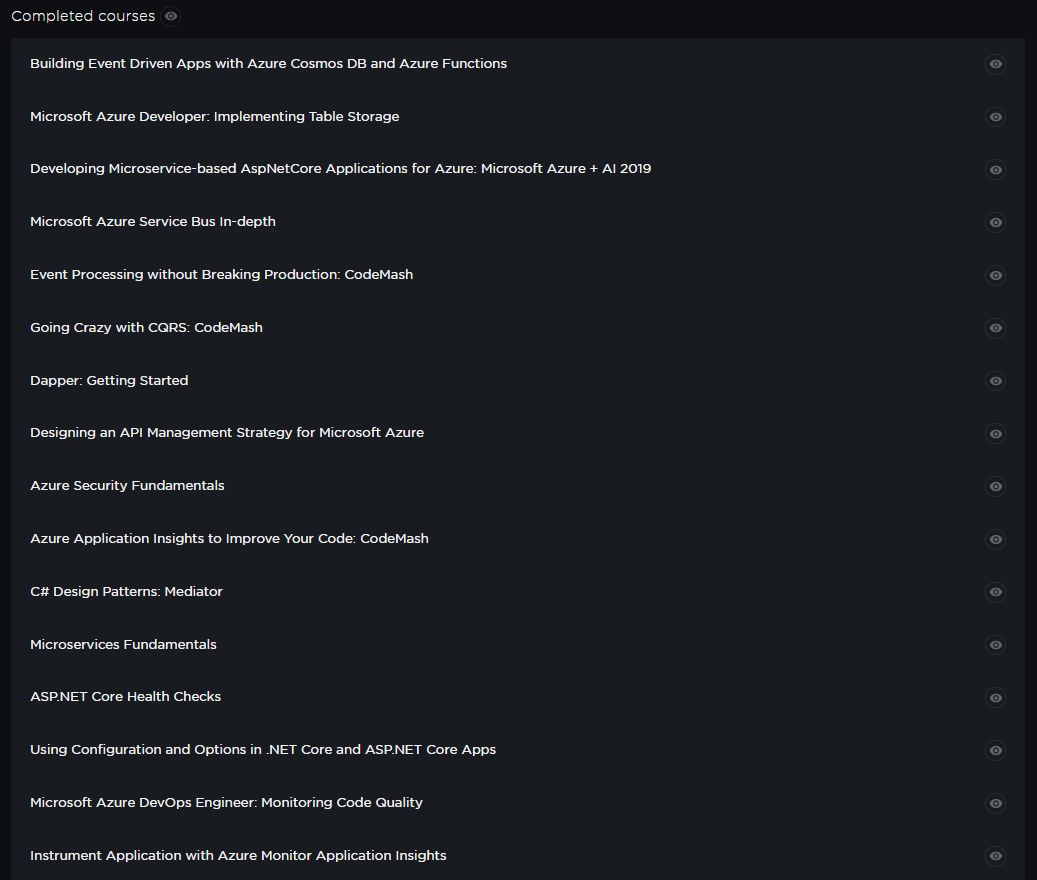 Completed courses
Building Event Driven Apps with Azure Cosmos DB and Azure Functions
Microsoft Azure Developer: Implementing Table Storage
Developing Microservice-based AspNetCore Applications for Azure: Microsoft Azure + AI 2019
Microsoft Azure Service Bus In-depth
Event Processing without Breaking Production: CodeMash
Going Crazy with CQRS: CodeMash
Dapper: Getting Started
Designing an API Management Strategy for Microsoft Azure
Azure Security Fundamentals
Azure Application Insights to Improve Your Code: CodeMash
C# Design Patterns: Mediator
Microservices Fundamentals
ASP.NET Core Health Checks
Using Configuration and Options in .NET Core and ASP.NET Core Apps
Microsoft Azure DevOps Engineer: Monitoring Code Quality
Instrument Application with Azure Monitor Application Insights